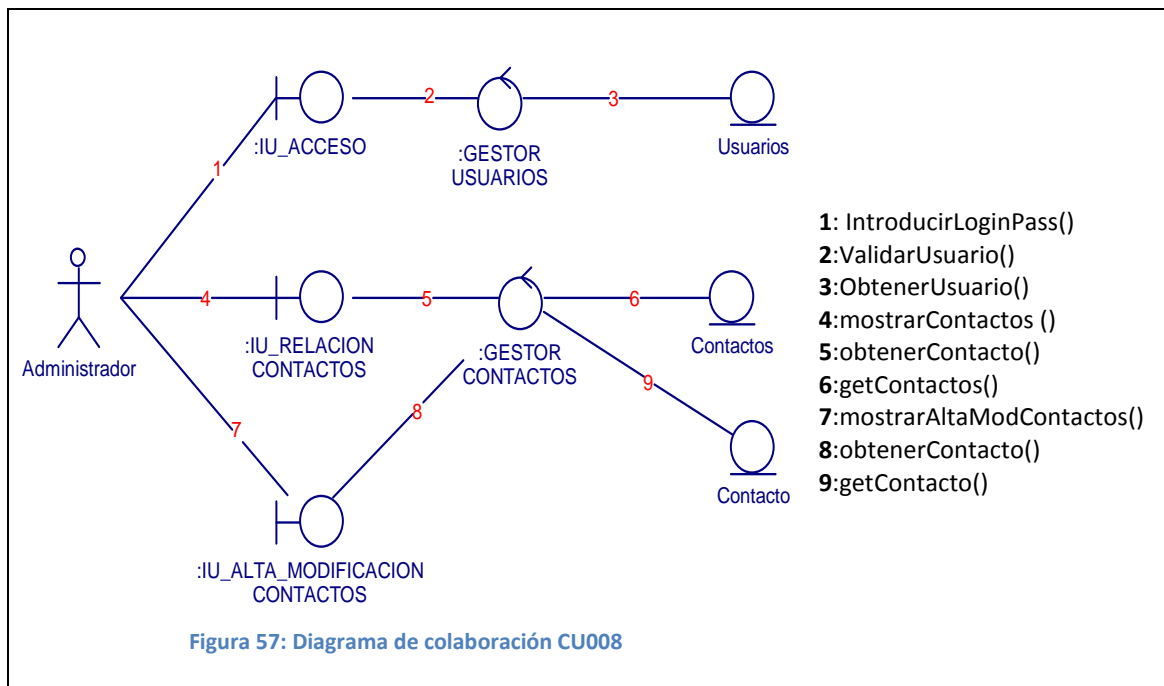 1
2
3
:IU_ACCESO
:GESTOR
USUARIOS
Usuarios
Administrador
4
5
6
:IU_RELACION
CONTACTOS
:GESTOR
CONTACTOS
Contactos
7
8
9
:IU_ALTA_MODIFICACION
CONTACTOS
Contacto
1: IntroducirLoginPass()
2:ValidarUsuario()
3:ObtenerUsuario()
4:mostrarContactos ()
5:obtenerContacto()
6:getContactos()
7:mostrarAltaModContactos()
8:obtenerContacto()
9:getContacto()
Figura 57: Diagrama de colaboración CU008